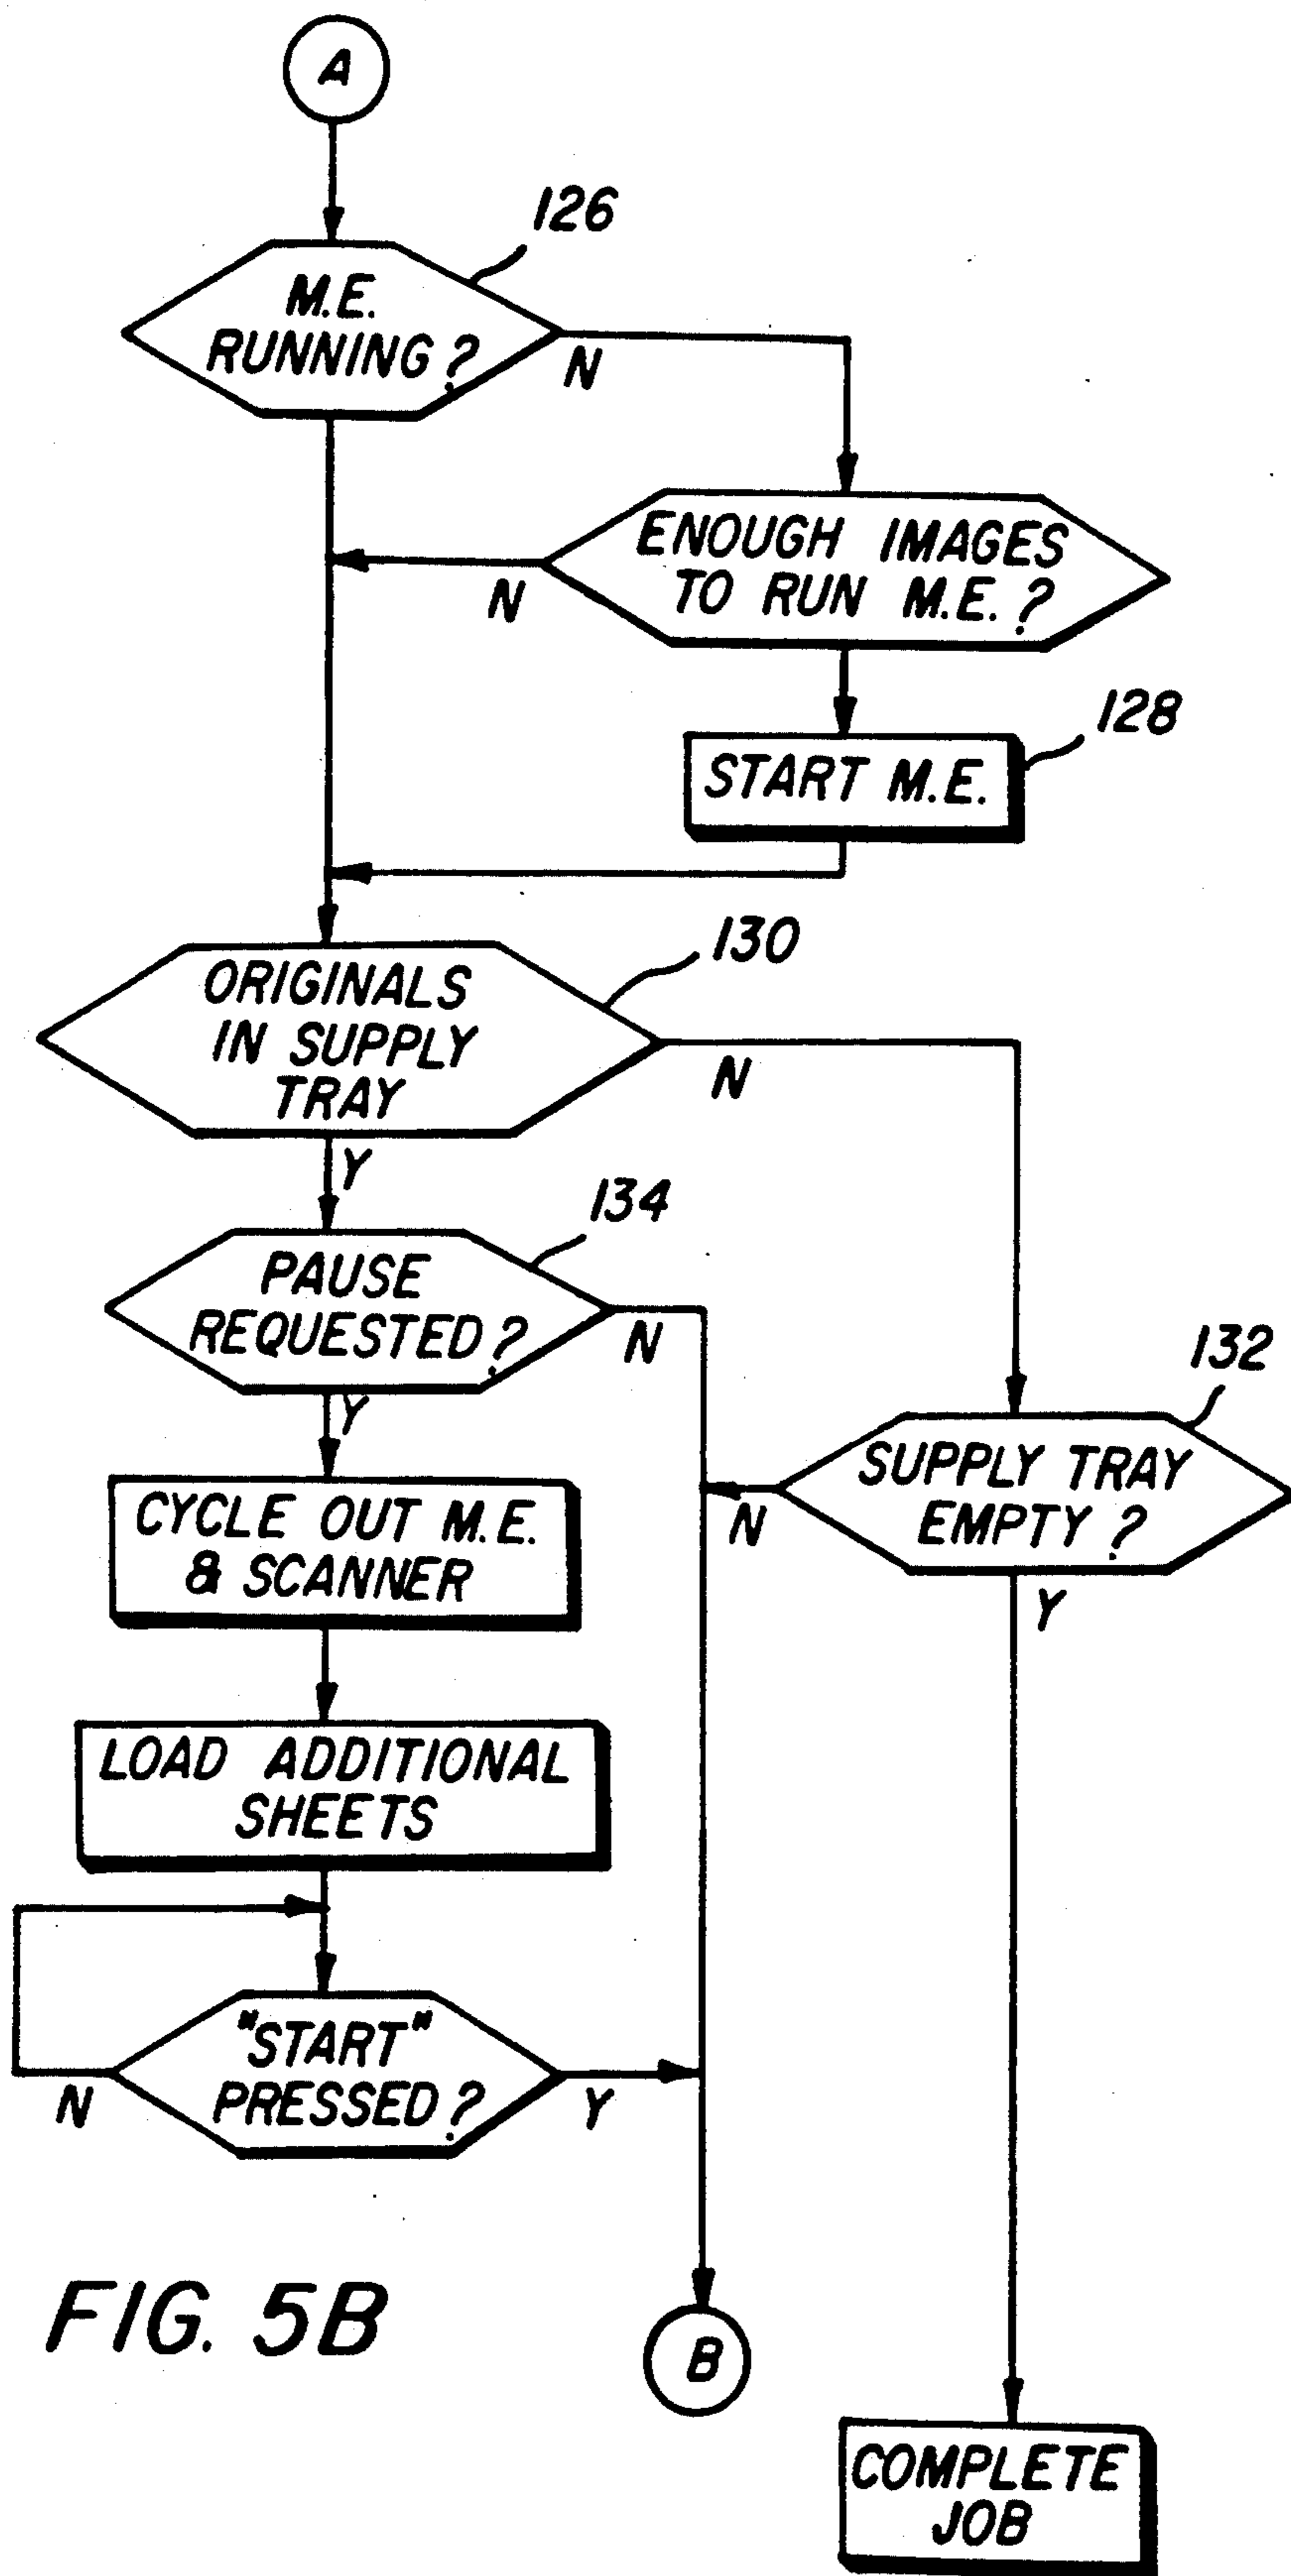 A
126
M.E.
RUNNING?
N
ENOUGH IMAGES
TO RUN M.E.?
N
128
START M.E.
130
ORIGINALS
IN SUPPLY
TRAY
N
Y
134
PAUSE
REQUESTED?
N
132
SUPPLY TRAY
EMPTY?
N
Y
Y
CYCLE OUT M.E.
& SCANNER
LOAD ADDITIONAL
SHEETS
"START"
PRESSED?
N
Y
FIG. 5B
B
COMPLETE
JOB